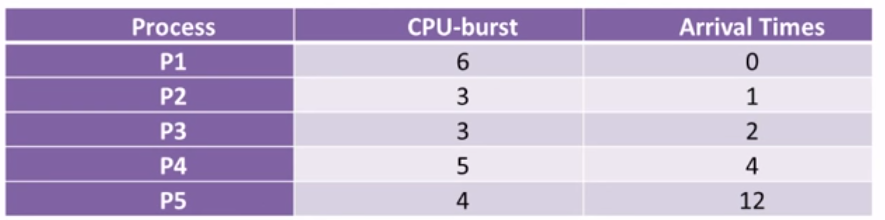 Process CPU-burst Arrival Times
P1 6 0
P2 3 1
P3 3 2
P4 5 4
P5 4 12